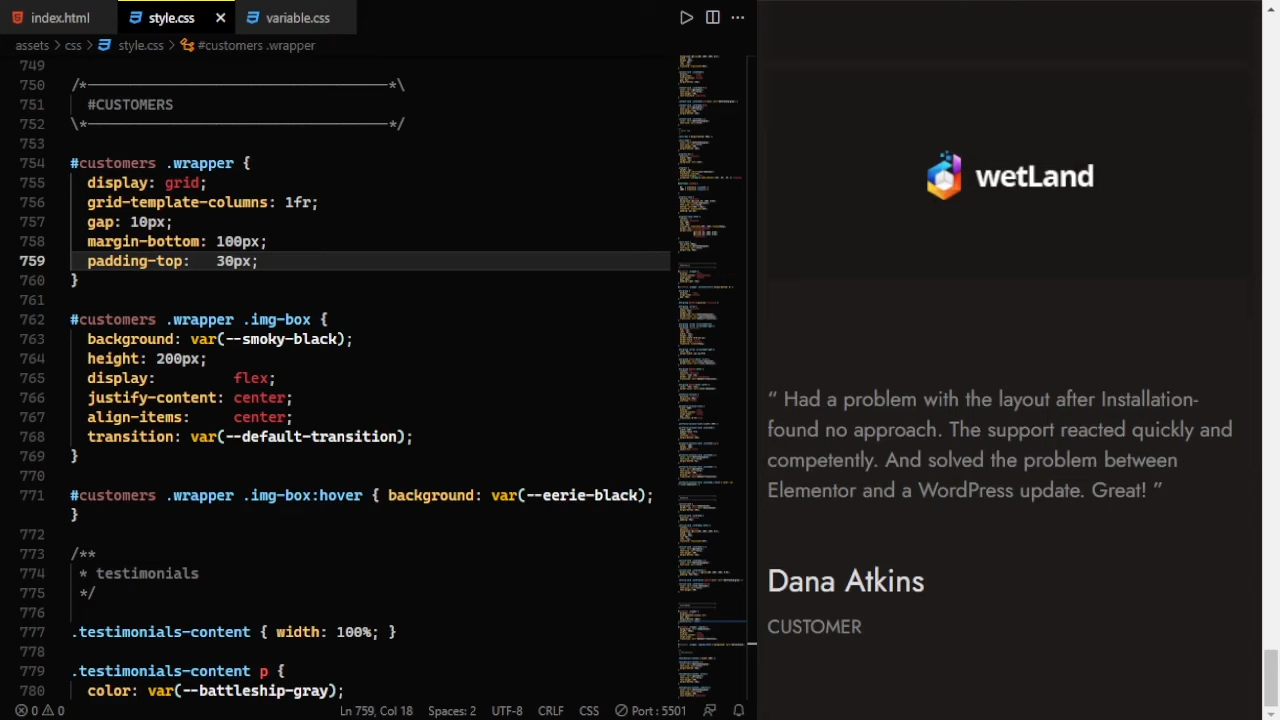 index.html
style.css
variable.css
assets > css > style.css > #customers .wrapper
749
750 /*——————————————————————————————*\
751 #CUSTOMERS
752 \*——————————————————————————————*/
753
754 #customers .wrapper {
755 display: grid;
756 grid-template-columns: 1fr;
757 gap: 10px;
758 margin-bottom: 100px;
759 padding-top: 30px;
760 }
761
762 #customers .wrapper .img-box {
763 background: var(--smoky-black);
764 height: 200px;
765 display: flex;
766 justify-content: center;
767 align-items: center;
768 transition: var(--default-transition);
769 }
770
771 #customers .wrapper .img-box:hover { background: var(--eerie-black);
}
772
773 /**
774 * testimonials
775 */
776
777 .testimonials-content { width: 100%; }
778
779 .testimonials-content p {
780 color: var(--battleship-gray);
0 0 Ln 759, Col 18 Spaces: 2 UTF-8 CRLF CSS Port : 5501
wetLand
“ Had a problem with the layout after Installation-
found no approach. The support reacted quickly and
competently. And solved the problem between
Elementor and a WordPress update. Great! ”
Dana Atkins
CUSTOMER